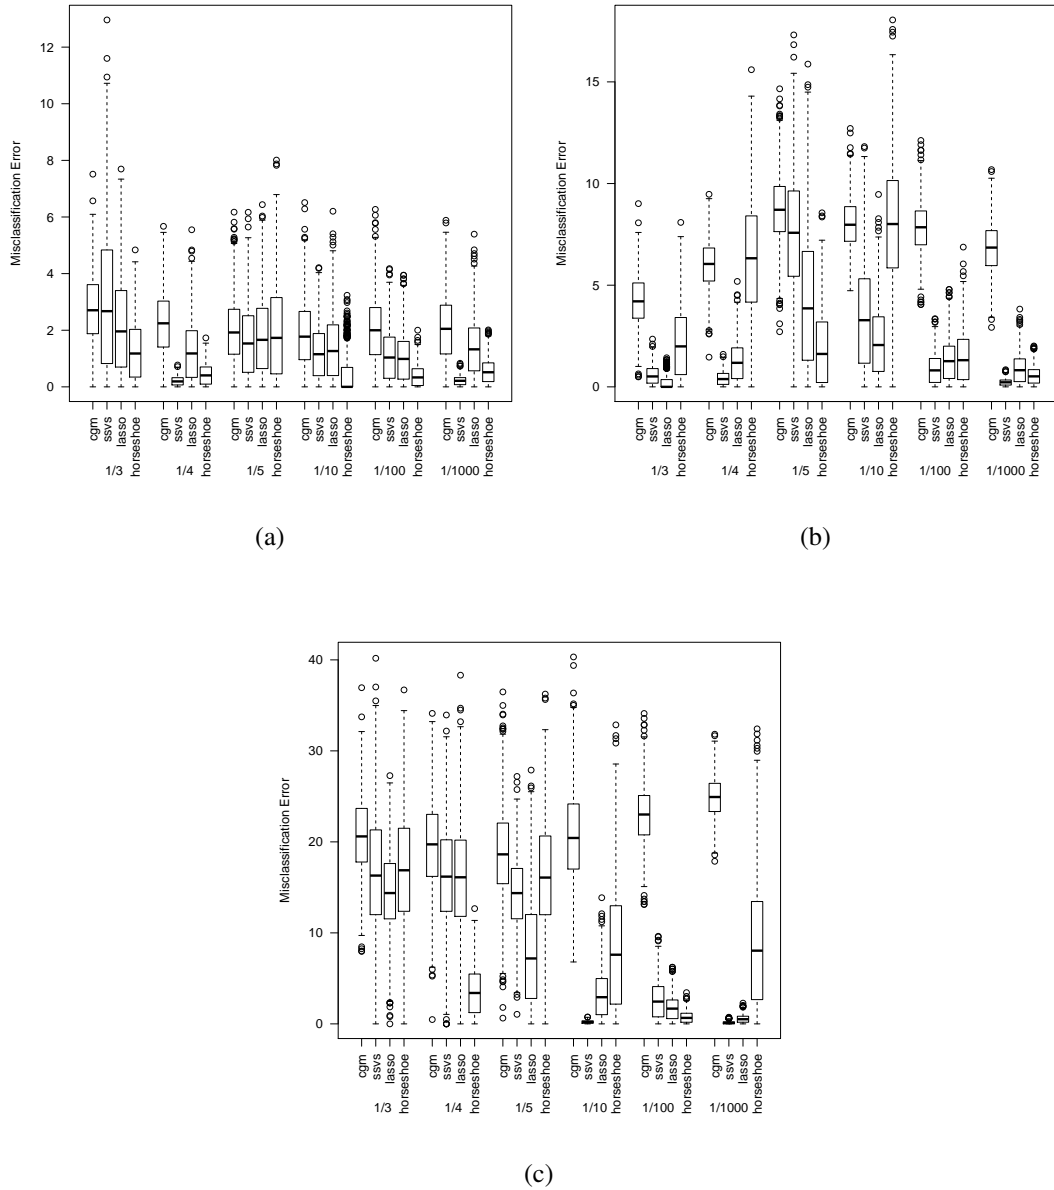 Misclassification Error
12
10
8
6
4
2
0
cgm ssvs lasso horseshoe cgm ssvs lasso horseshoe cgm ssvs lasso horseshoe cgm ssvs lasso horseshoe cgm ssvs lasso horseshoe cgm ssvs lasso horseshoe
1/3 1/4 1/5 1/10 1/100 1/1000
(a)
Misclassification Error
15
10
5
0
cgm ssvs lasso horseshoe cgm ssvs lasso horseshoe cgm ssvs lasso horseshoe cgm ssvs lasso horseshoe cgm ssvs lasso horseshoe cgm ssvs lasso horseshoe
1/3 1/4 1/5 1/10 1/100 1/1000
(b)
Misclassification Error
40
30
20
10
0
cgm ssvs lasso horseshoe cgm ssvs lasso horseshoe cgm ssvs lasso horseshoe cgm ssvs lasso horseshoe cgm ssvs lasso horseshoe cgm ssvs lasso horseshoe
1/3 1/4 1/5 1/10 1/100 1/1000
(c)